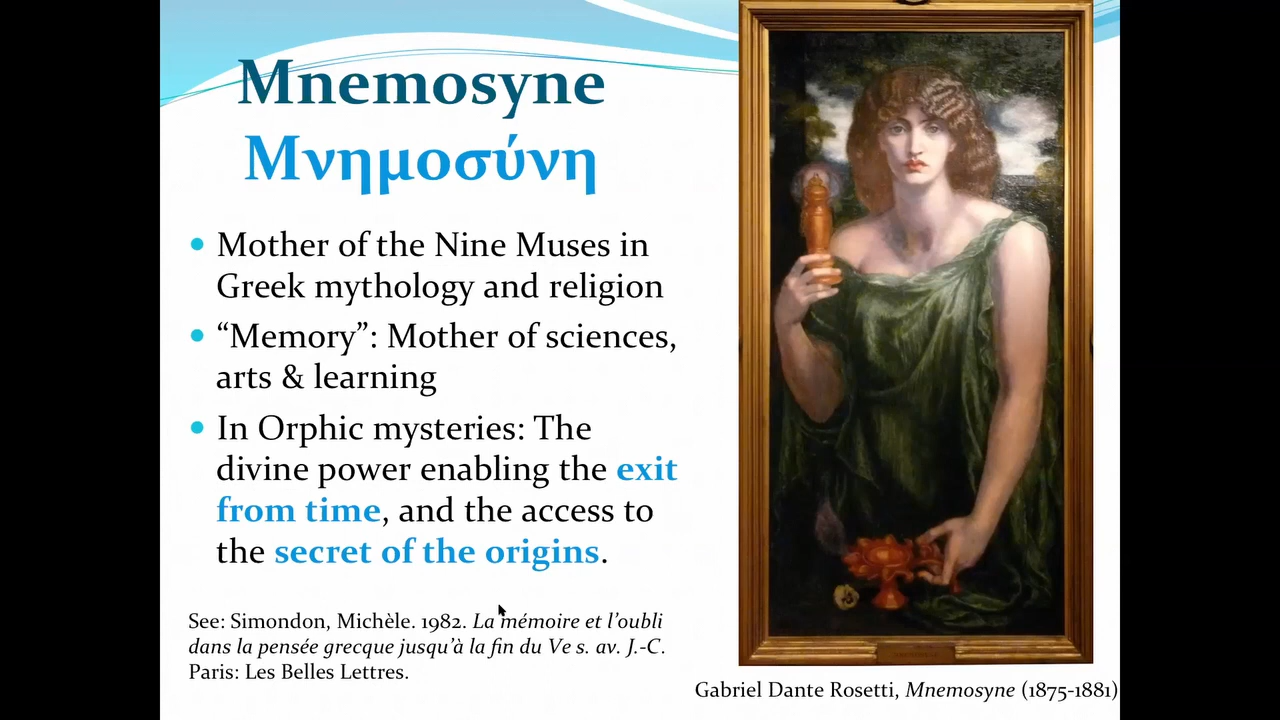 Mnemosyne
Μνημοσύνη
• Mother of the Nine Muses in
Greek mythology and religion
• “Memory”: Mother of sciences,
arts & learning
• In Orphic mysteries: The
divine power enabling the exit
from time, and the access to
the secret of the origins.
See: Simondon, Michèle. 1982. La mémoire et l’oubli
dans la pensée grecque jusqu’à la fin du Ve s. av. J.-C.
Paris: Les Belles Lettres.
Gabriel Dante Rosetti, Mnemosyne (1875-1881)